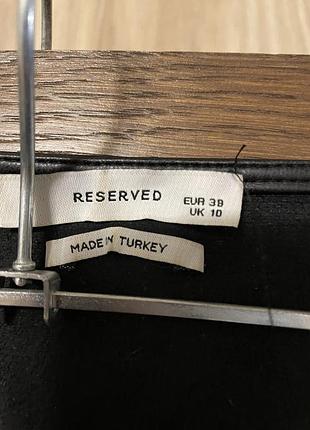 RESERVED
EUR 38
UK 10
MADE IN TURKEY